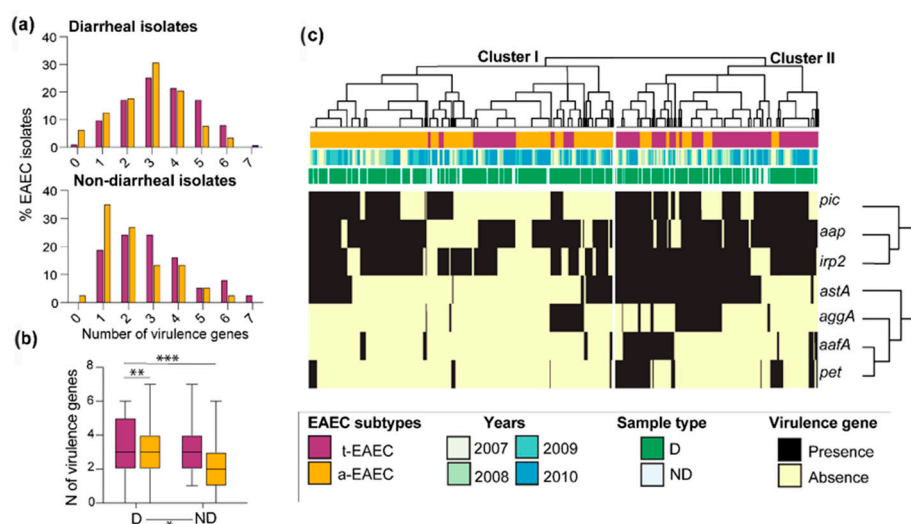 (a)
Diarrheal isolates
40
30
20
10
0
0 1 2 3 4 5 6 7
% EAEC isolates
Non-diarrheal isolates
40
30
20
10
0
0 1 2 3 4 5 6 7
Number of virulence genes
(b)
N of virulence genes
8
6
4
2
0
***
**
D * ND
(c)
Cluster I Cluster II
pic
aap
irp2
astA
aggA
aafA
pet
EAEC subtypes Years Sample type Virulence gene
t-EAEC 2007 2009 D Presence
a-EAEC 2008 2010 ND Absence